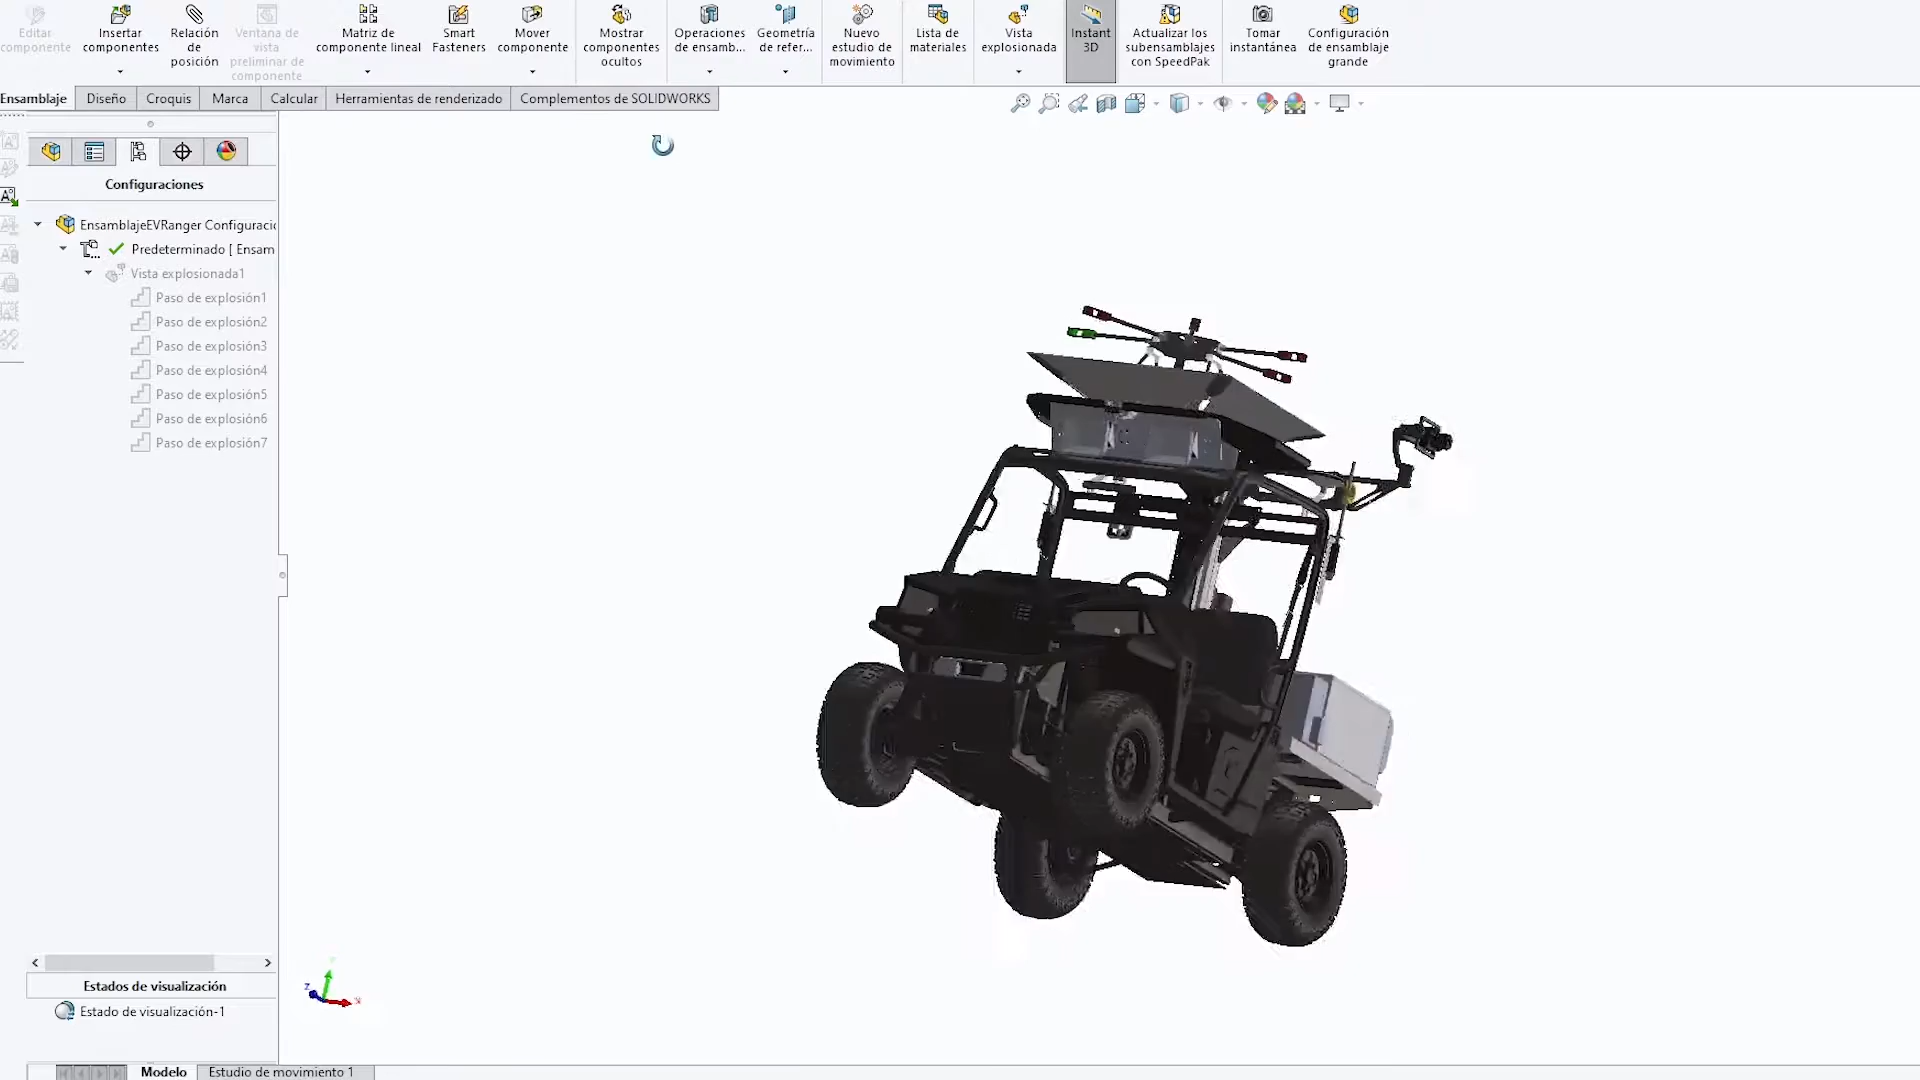 Editar
componente
Insertar
componentes
Relación
de
posición
Ventana de
vista
preliminar de
componente
Matriz de
componente lineal
Smart
Fasteners
Mover
componente
Mostrar
componentes
ocultos
Operaciones
de ensamb...
Geometría
de refer...
Nuevo
estudio de
movimiento
Lista de
materiales
Vista
explosionada
Instant
3D
Actualizar los
subensamblajes
con SpeedPak
Tomar
instantánea
Configuración
de ensamblaje
grande
Ensamblaje
Diseño
Croquis
Marca
Calcular
Herramientas de renderizado
Complementos de SOLIDWORKS
Configuraciones
EnsamblajeEVRanger Configuracio
Predeterminado [ Ensam
Vista explosionada1
Paso de explosión1
Paso de explosión2
Paso de explosión3
Paso de explosión4
Paso de explosión5
Paso de explosión6
Paso de explosión7
Z
X
Estados de visualización
Estado de visualización-1
Modelo
Estudio de movimiento 1